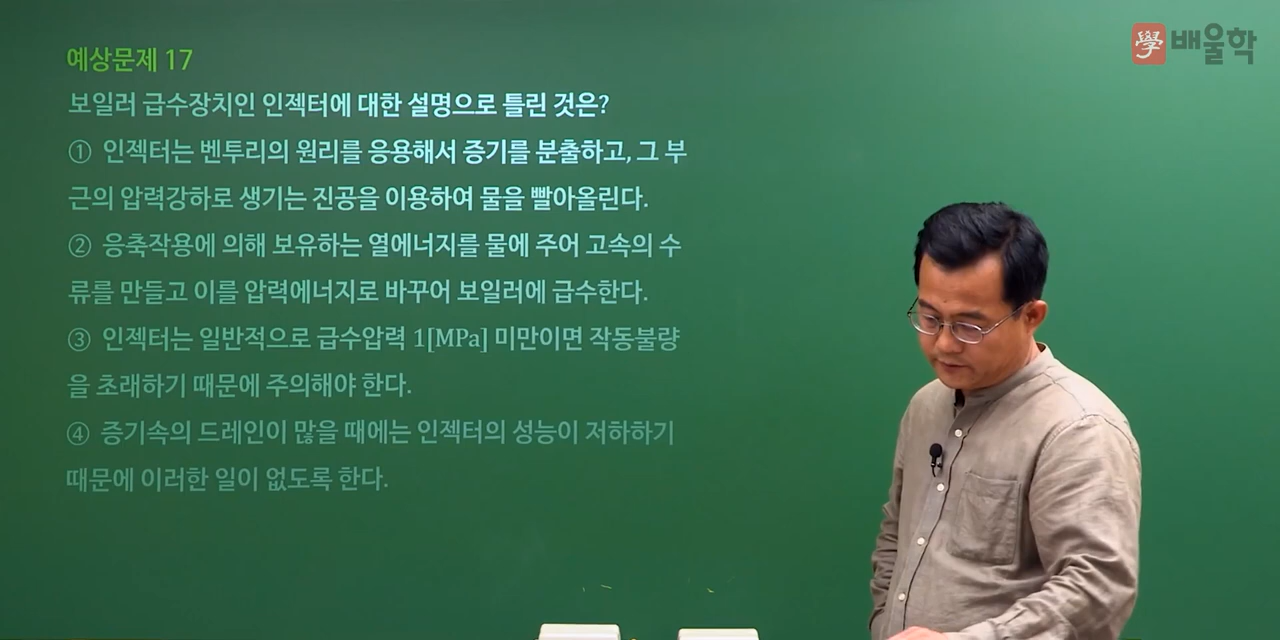 예상문제 17
學 배울학
보일러 급수장치인 인젝터에 대한 설명으로 틀린 것은?
① 인젝터는 벤투리의 원리를 응용해서 증기를 분출하고, 그 부
근의 압력강하로 생기는 진공을 이용하여 물을 빨아올린다.
② 응축작용에 의해 보유하는 열에너지를 물에 주어 고속의 수
류를 만들고 이를 압력에너지로 바꾸어 보일러에 급수한다.
③ 인젝터는 일반적으로 급수압력 1[MPa] 미만이면 작동불량
을 초래하기 때문에 주의해야 한다.
④ 증기속의 드레인이 많을 때에는 인젝터의 성능이 저하하기
때문에 이러한 일이 없도록 한다.